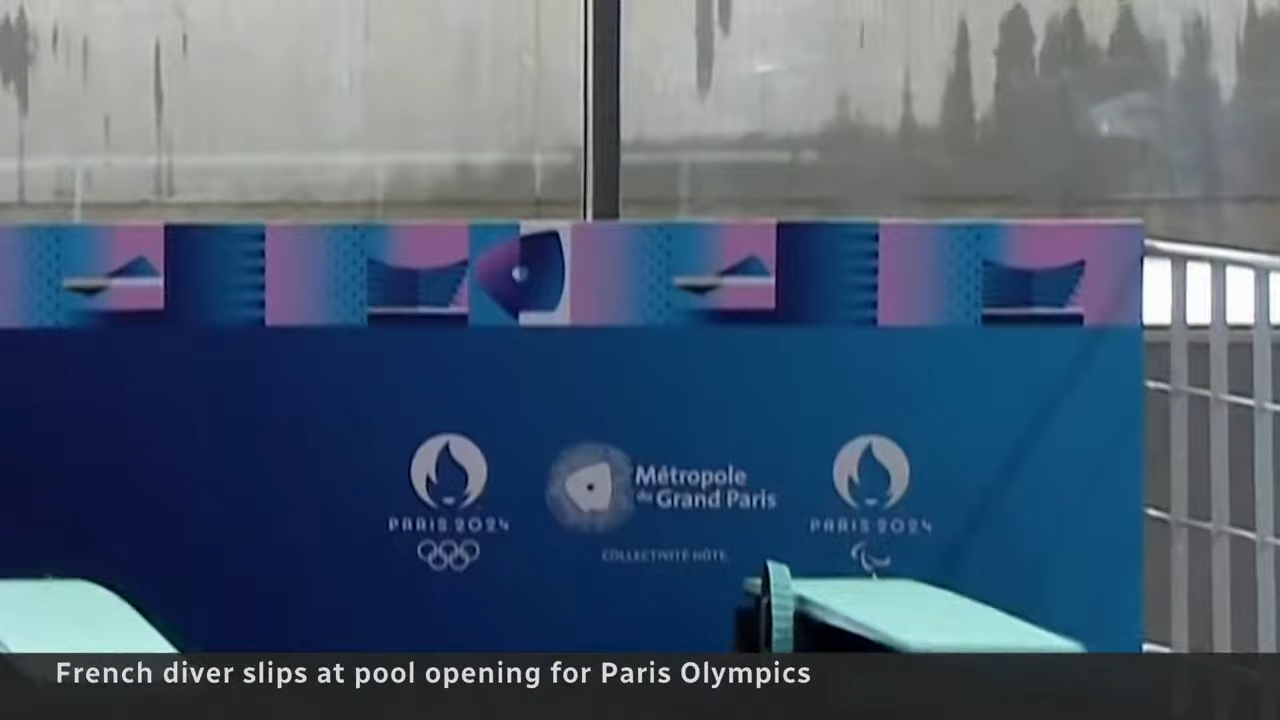 PARIS 2024
Métropole
du Grand Paris
COLLECTIVITÉ HÔTE
PARIS 2024
French diver slips at pool opening for Paris Olympics